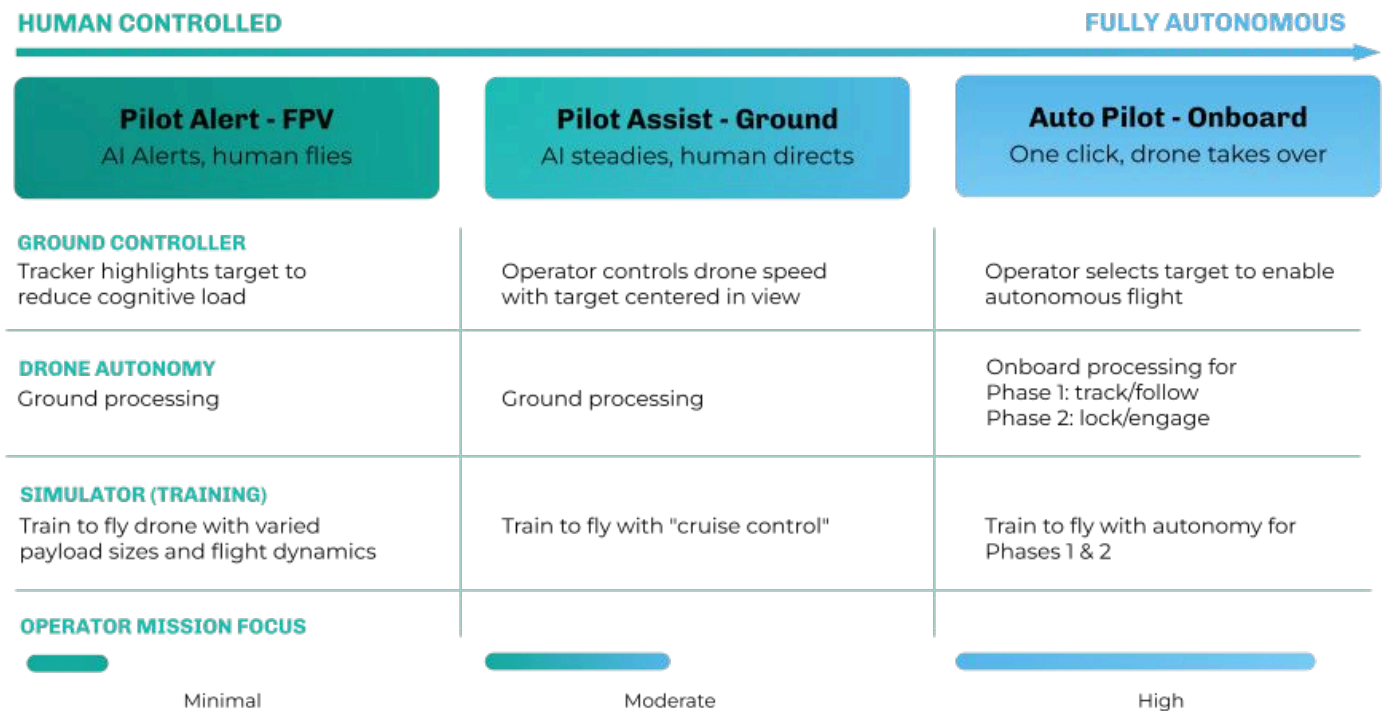 HUMAN CONTROLLED
FULLY AUTONOMOUS
Pilot Alert - FPV
AI Alerts, human flies
Pilot Assist - Ground
AI steadies, human directs
Auto Pilot - Onboard
One click, drone takes over
GROUND CONTROLLER
Tracker highlights target to
reduce cognitive load
Operator controls drone speed
with target centered in view
Operator selects target to enable
autonomous flight
DRONE AUTONOMY
Ground processing
Ground processing
Onboard processing for
Phase 1: track/follow
Phase 2: lock/engage
SIMULATOR (TRAINING)
Train to fly drone with varied
payload sizes and flight dynamics
Train to fly with "cruise control"
Train to fly with autonomy for
Phases 1 & 2
OPERATOR MISSION FOCUS
Minimal
Moderate
High